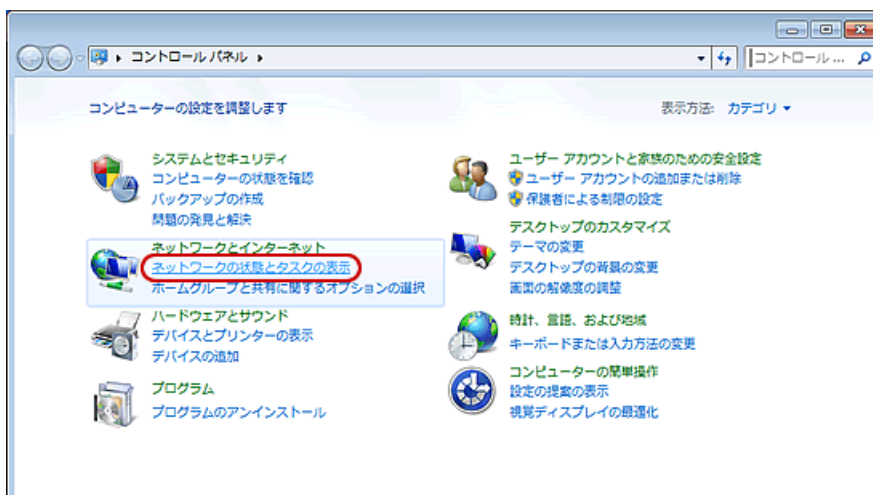 コントロール パネル
コントロール ...
コンピューターの設定を調整します
表示方法: カテゴリ
システムとセキュリティ
コンピューターの状態を確認
バックアップの作成
問題の発見と解決
ネットワークとインターネット
ネットワークの状態とタスクの表示
ホームグループと共有に関するオプションの選択
ハードウェアとサウンド
デバイスとプリンターの表示
デバイスの追加
プログラム
プログラムのアンインストール
ユーザー アカウントと家族のための安全設定
ユーザー アカウントの追加または削除
保護者による制限の設定
デスクトップのカスタマイズ
テーマの変更
デスクトップの背景の変更
画面の解像度の調整
時計、言語、および地域
キーボードまたは入力方法の変更
コンピューターの簡単操作
設定の提案の表示
視覚ディスプレイの最適化